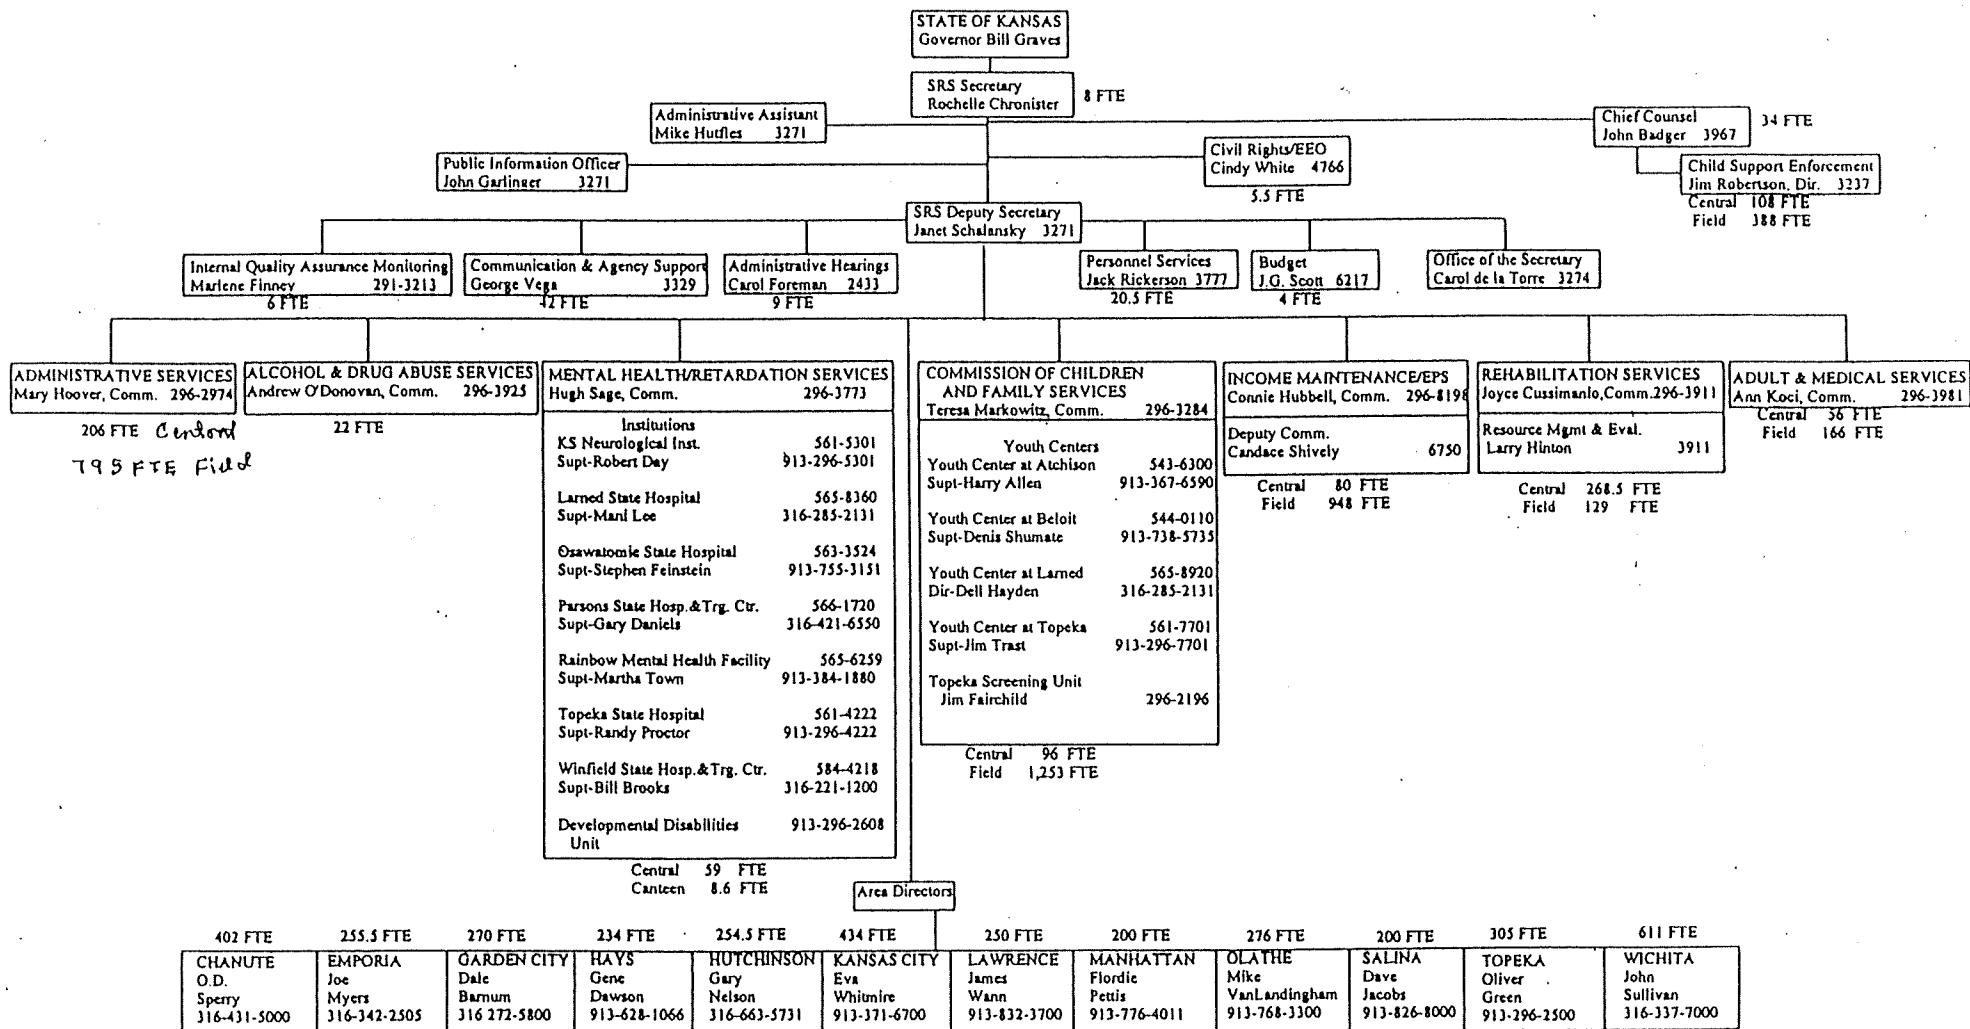 STATE OF KANSAS
Governor Bill Graves
SRS Secretary
Rochelle Chronister
8 FTE
Administrative Assistant
Mike Hutfles 3271
Chief Counsel
John Badger 3967
34 FTE
Public Information Officer
John Garlinger 3271
Civil Rights/EEO
Cindy White 4766
5.5 FTE
Child Support Enforcement
Jim Robertson, Dir. 3237
Central 108 FTE
Field 388 FTE
SRS Deputy Secretary
Janet Schalansky 3271
Internal Quality Assurance Monitoring
Marlene Finney 291-3213
6 FTE
Communication & Agency Support
George Vega 3329
42 FTE
Administrative Hearings
Carol Foreman 2433
9 FTE
Personnel Services
Jack Rickerson 3777
20.5 FTE
Budget
J.G. Scott 6217
4 FTE
Office of the Secretary
Carol de la Torre 3274
ADMINISTRATIVE SERVICES
Mary Hoover, Comm. 296-2974
206 FTE Central
795 FTE Field
ALCOHOL & DRUG ABUSE SERVICES
Andrew O'Donovan, Comm. 296-3925
22 FTE
MENTAL HEALTH/RETARDATION SERVICES
Hugh Sage, Comm. 296-3773
Institutions
KS Neurological Inst. 561-5301
Supt-Robert Day 913-296-5301
Larned State Hospital 565-8360
Supt-Mani Lee 316-285-2131
Osawatomie State Hospital 563-3524
Supt-Stephen Feinstein 913-755-3151
Parsons State Hosp.&Trg. Ctr. 566-1720
Supt-Gary Daniels 316-421-6550
Rainbow Mental Health Facility 565-6259
Supt-Martha Town 913-384-1880
Topeka State Hospital 561-4222
Supt-Randy Proctor 913-296-4222
Winfield State Hosp.&Trg. Ctr. 584-4218
Supt-Bill Brooks 316-221-1200
Developmental Disabilities 913-296-2608
Unit
Central 59 FTE
Canteen 8.6 FTE
COMMISSION OF CHILDREN
AND FAMILY SERVICES
Teresa Markowitz, Comm. 296-3284
Youth Centers
Youth Center at Atchison 543-6300
Supt-Harry Allen 913-367-6590
Youth Center at Beloit 544-0110
Supt-Denis Shumate 913-738-5735
Youth Center at Larned 565-8920
Dir-Dell Hayden 316-285-2131
Youth Center at Topeka 561-7701
Supt-Jim Trast 913-296-7701
Topeka Screening Unit
Jim Fairchild 296-2196
Central 96 FTE
Field 1,253 FTE
INCOME MAINTENANCE/EPS
Connie Hubbell, Comm. 296-8198
Deputy Comm.
Candace Shively 6750
Central 80 FTE
Field 948 FTE
REHABILITATION SERVICES
Joyce Cussimanio,Comm.296-3911
Resource Mgmt & Eval.
Larry Hinton 3911
Central 268.5 FTE
Field 129 FTE
ADULT & MEDICAL SERVICES
Ann Koci, Comm. 296-3981
Central 56 FTE
Field 166 FTE
Area Directors
402 FTE
CHANUTE
O.D.
Sperry
316-431-5000
255.5 FTE
EMPORIA
Joe
Myers
316-342-2505
270 FTE
GARDEN CITY
Dale
Barnum
316 272-5800
234 FTE
HAYS
Gene
Dawson
913-628-1066
254.5 FTE
HUTCHINSON
Gary
Nelson
316-663-5731
434 FTE
KANSAS CITY
Eva
Whitmire
913-371-6700
250 FTE
LAWRENCE
James
Wann
913-832-3700
200 FTE
MANHATTAN
Flordie
Pettis
913-776-4011
276 FTE
OLATHE
Mike
VanLandingham
913-768-3300
200 FTE
SALINA
Dave
Jacobs
913-826-8000
305 FTE
TOPEKA
Oliver
Green
913-296-2500
611 FTE
WICHITA
John
Sullivan
316-337-7000